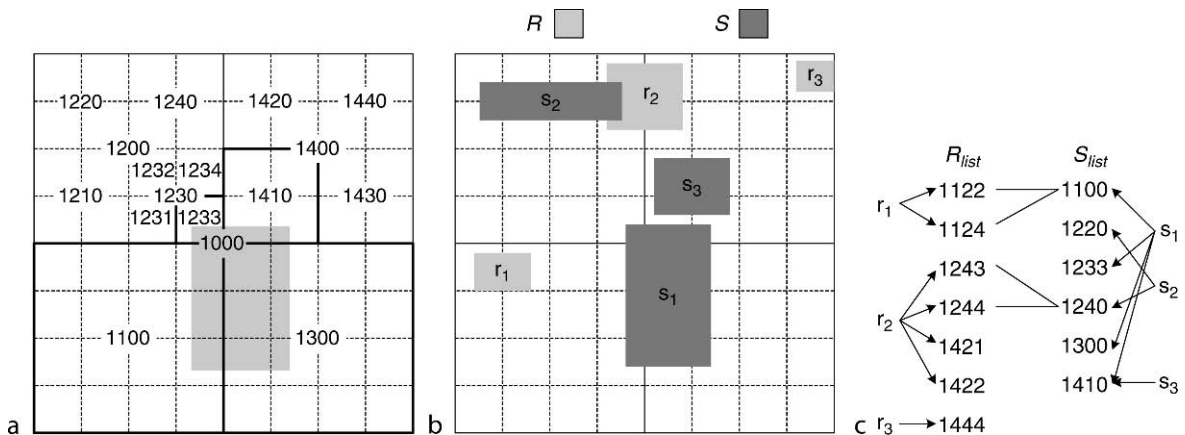 R S
1220 1240 1420 1440
1200 1400
1232 1234
1210 1230 1410 1430
1231 1233
1000
1100 1300
a
r3
s2 r2
s3
r1 s1
b
Rlist Slist
r1 1122 1100
1124 1220 s1
1243 1233
s2
r2 1244 1240
1421 1300
1422 1410 s3
r3 1444
c